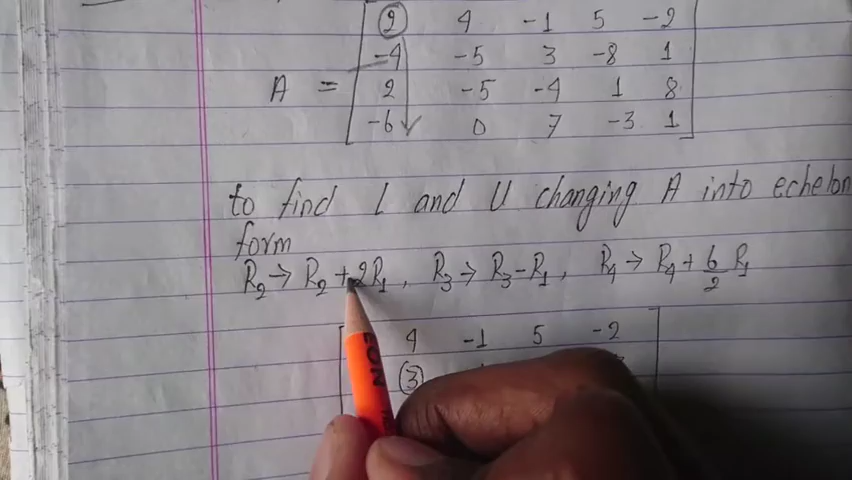 2 4 -1 5 -2
-4 -5 3 -8 1
A = 2 -5 -4 1 8
-6 0 7 -3 1
to find L and U changing A into echelon
form
R₂ → R₂ + 2R₁ , R₃ → R₃ - R₁ , R₄ → R₄ + 6/2 R₁
4 -1 5 -2
3